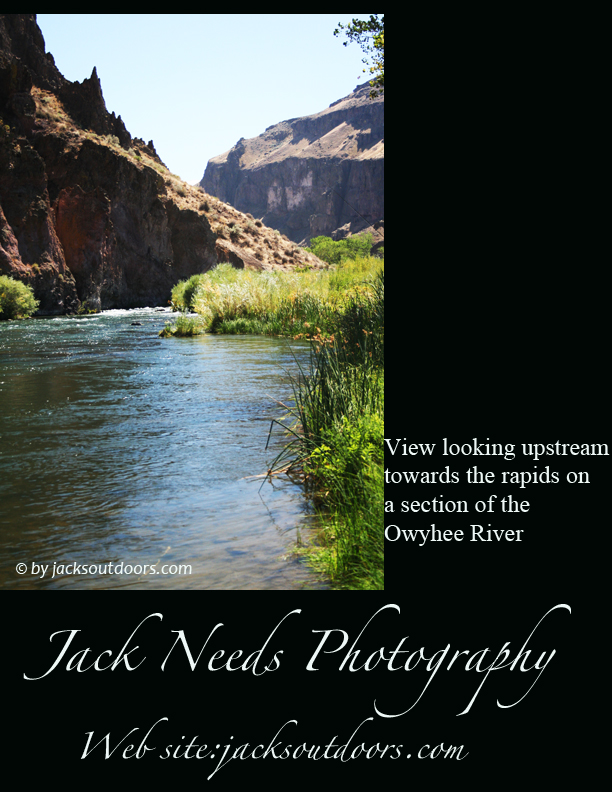 View looking upstream
towards the rapids on
a section of the
Owyhee River
© by jacksoutdoors.com
Jack Needs Photography
Web site:jacksoutdoors.com